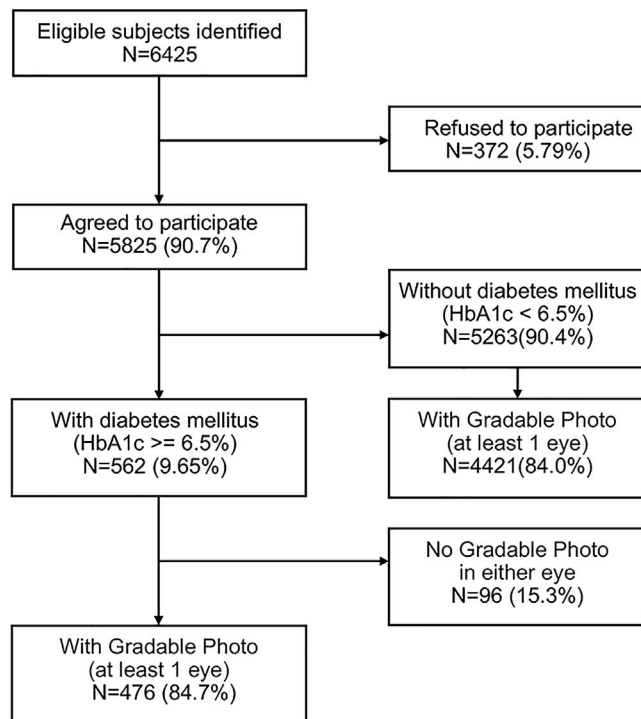 Eligible subjects identified
N=6425
Refused to participate
N=372 (5.79%)
Agreed to participate
N=5825 (90.7%)
Without diabetes mellitus
(HbA1c < 6.5%)
N=5263(90.4%)
With diabetes mellitus
(HbA1c >= 6.5%)
N=562 (9.65%)
With Gradable Photo
(at least 1 eye)
N=4421(84.0%)
No Gradable Photo
in either eye
N=96 (15.3%)
With Gradable Photo
(at least 1 eye)
N=476 (84.7%)